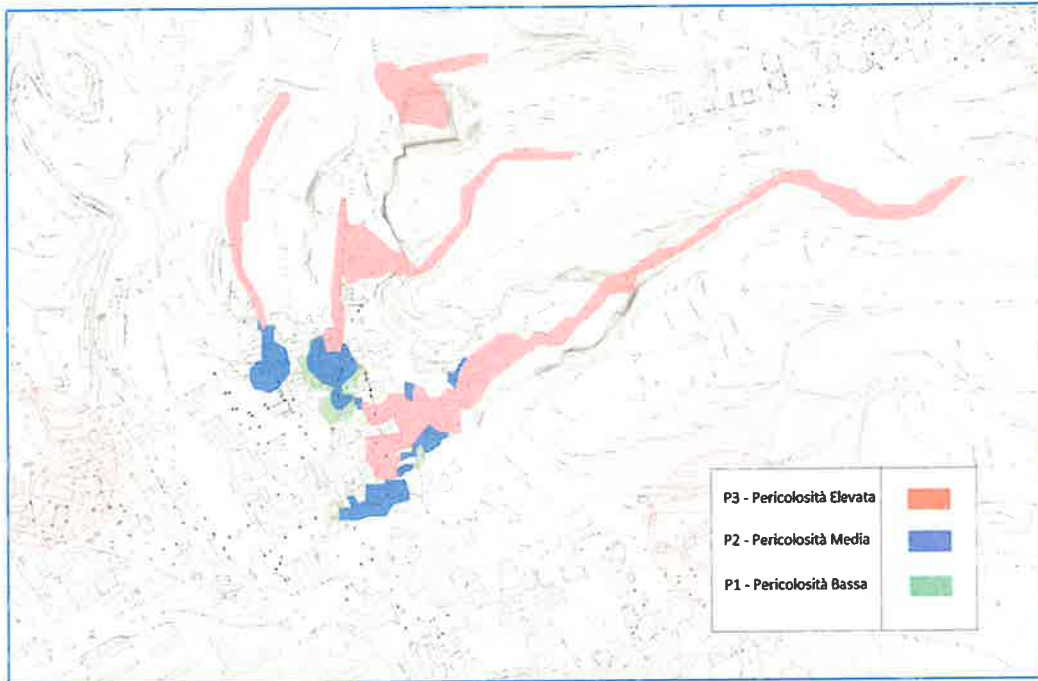 P3 - Pericolosità Elevata
P2 - Pericolosità Media
P1 - Pericolosità Bassa